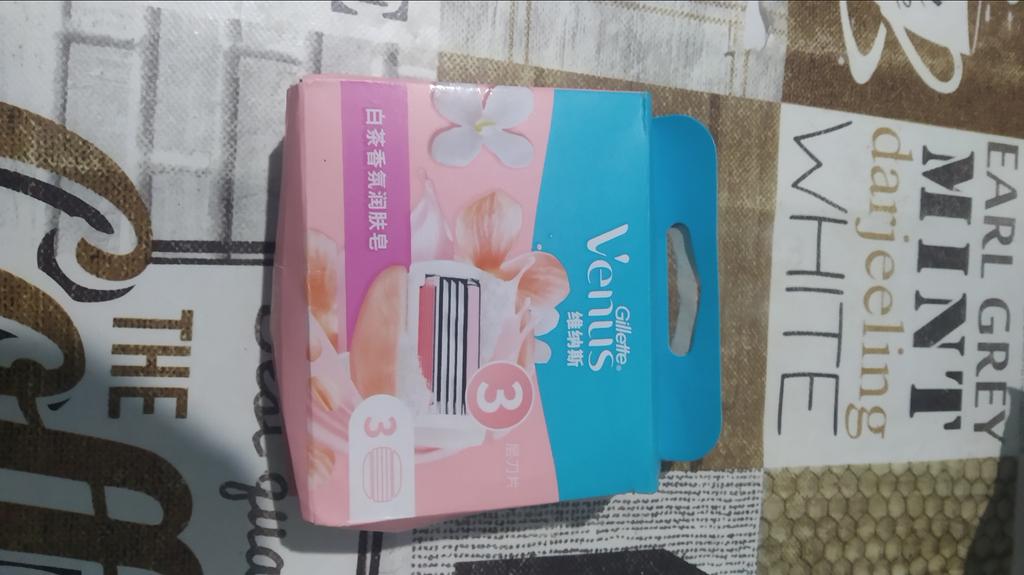 Gillette®
Venus
维纳斯
3
层刀片
3
白茶香氛润肤皂
EARL GREY
MINT
darjeeling
WHITE
THE